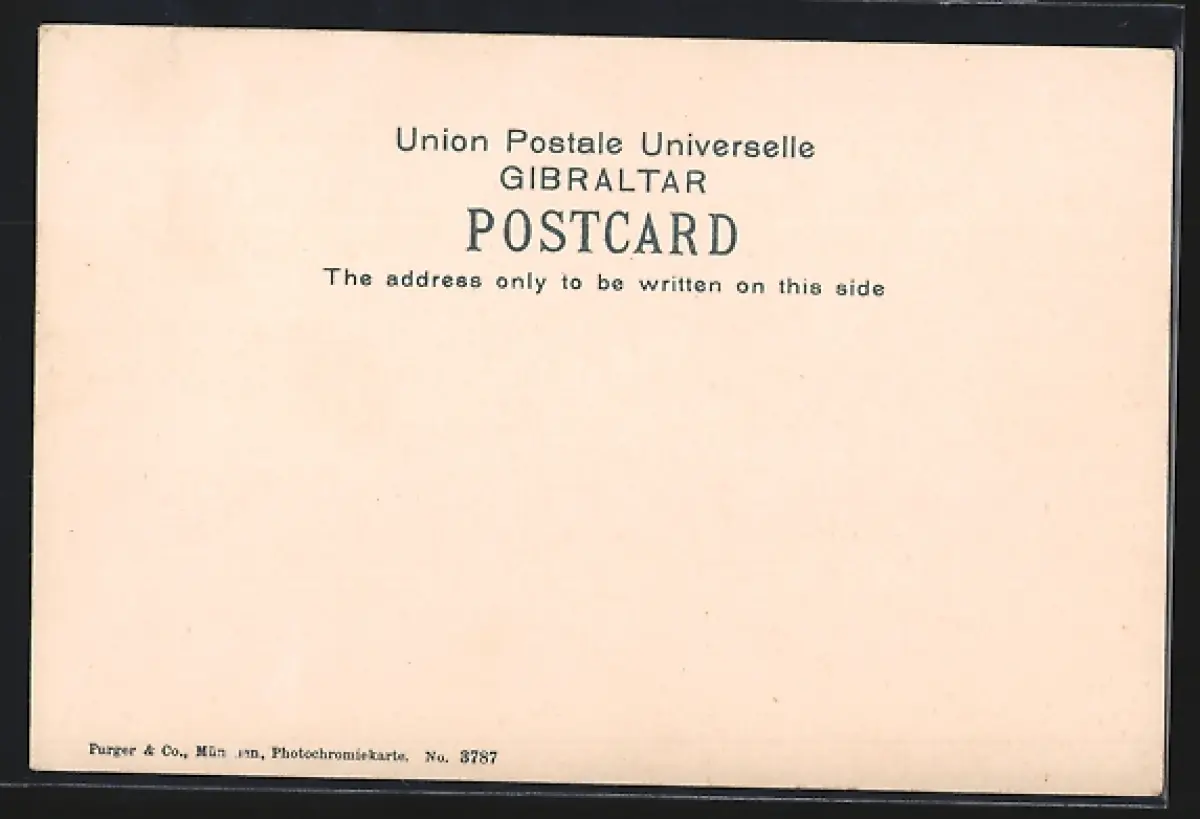 Union Postale Universelle
GIBRALTAR
POSTCARD
The address only to be written on this side
Purger & Co., Photochromiekarte. No. 3787